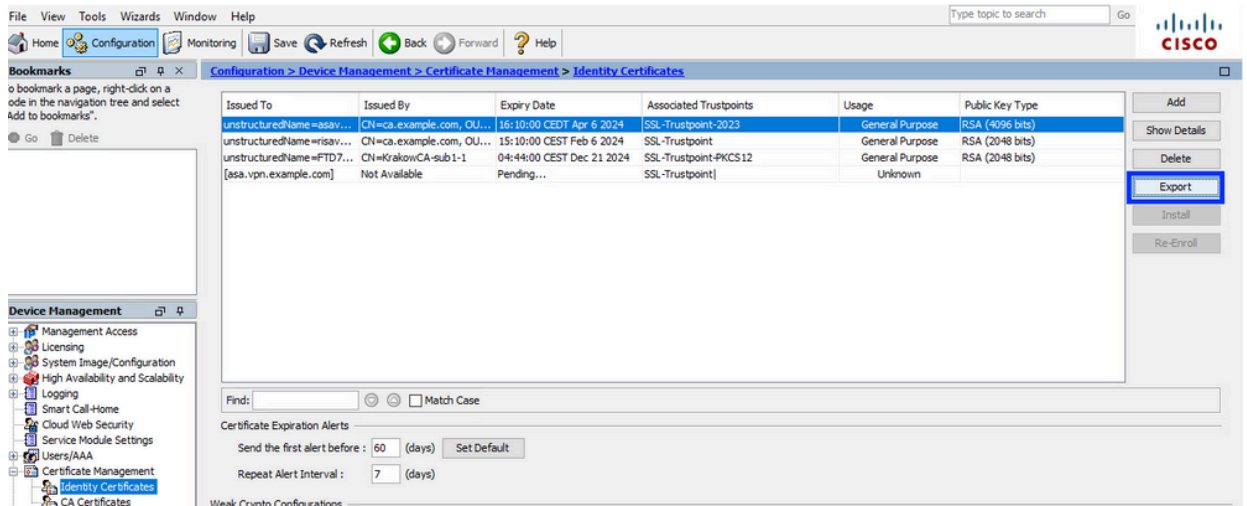 File View Tools Wizards Window Help
Type topic to search Go
Home Configuration Monitoring Save Refresh Back Forward Help
CISCO
Bookmarks
o bookmark a page, right-click on a
ode in the navigation tree and select
Add to bookmarks".
Go Delete
Configuration > Device Management > Certificate Management > Identity Certificates
Issued To Issued By Expiry Date Associated Trustpoints Usage Public Key Type
unstructuredName=asav... CN=ca.example.com, OU... 16:10:00 CEDT Apr 6 2024 SSL-Trustpoint-2023 General Purpose RSA (4096 bits)
unstructuredName=risav... CN=ca.example.com, OU... 15:10:00 CEST Feb 6 2024 SSL-Trustpoint General Purpose RSA (2048 bits)
unstructuredName=FTD7... CN=KrakowCA-sub1-1 04:44:00 CEST Dec 21 2024 SSL-Trustpoint-PKCS12 General Purpose RSA (2048 bits)
[asa.vpn.example.com] Not Available Pending... SSL-Trustpoint| Unknown
Add
Show Details
Delete
Export
Install
Re-Enroll
Device Management
Management Access
Licensing
System Image/Configuration
High Availability and Scalability
Logging
Smart Call-Home
Cloud Web Security
Service Module Settings
Users/AAA
Certificate Management
Identity Certificates
CA Certificates
Find: Match Case
Certificate Expiration Alerts
Send the first alert before : 60 (days) Set Default
Repeat Alert Interval : 7 (days)
Weak Crypto Configurations